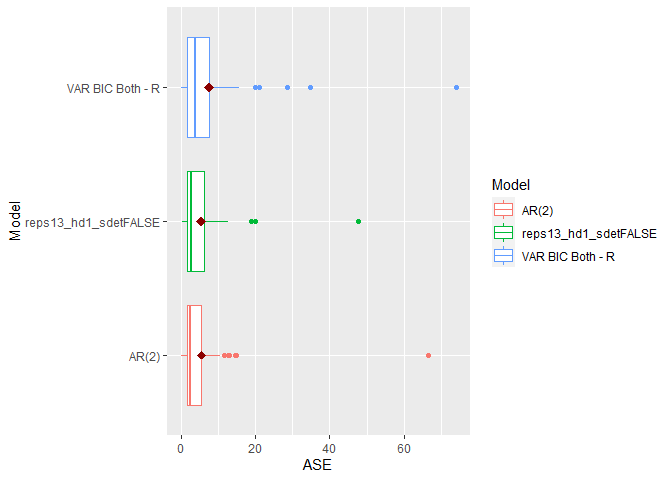 VAR BIC Both - R
reps13_hd1_sdetFALSE
AR(2)
Model
0 20 40 60
ASE
Model
AR(2)
reps13_hd1_sdetFALSE
VAR BIC Both - R